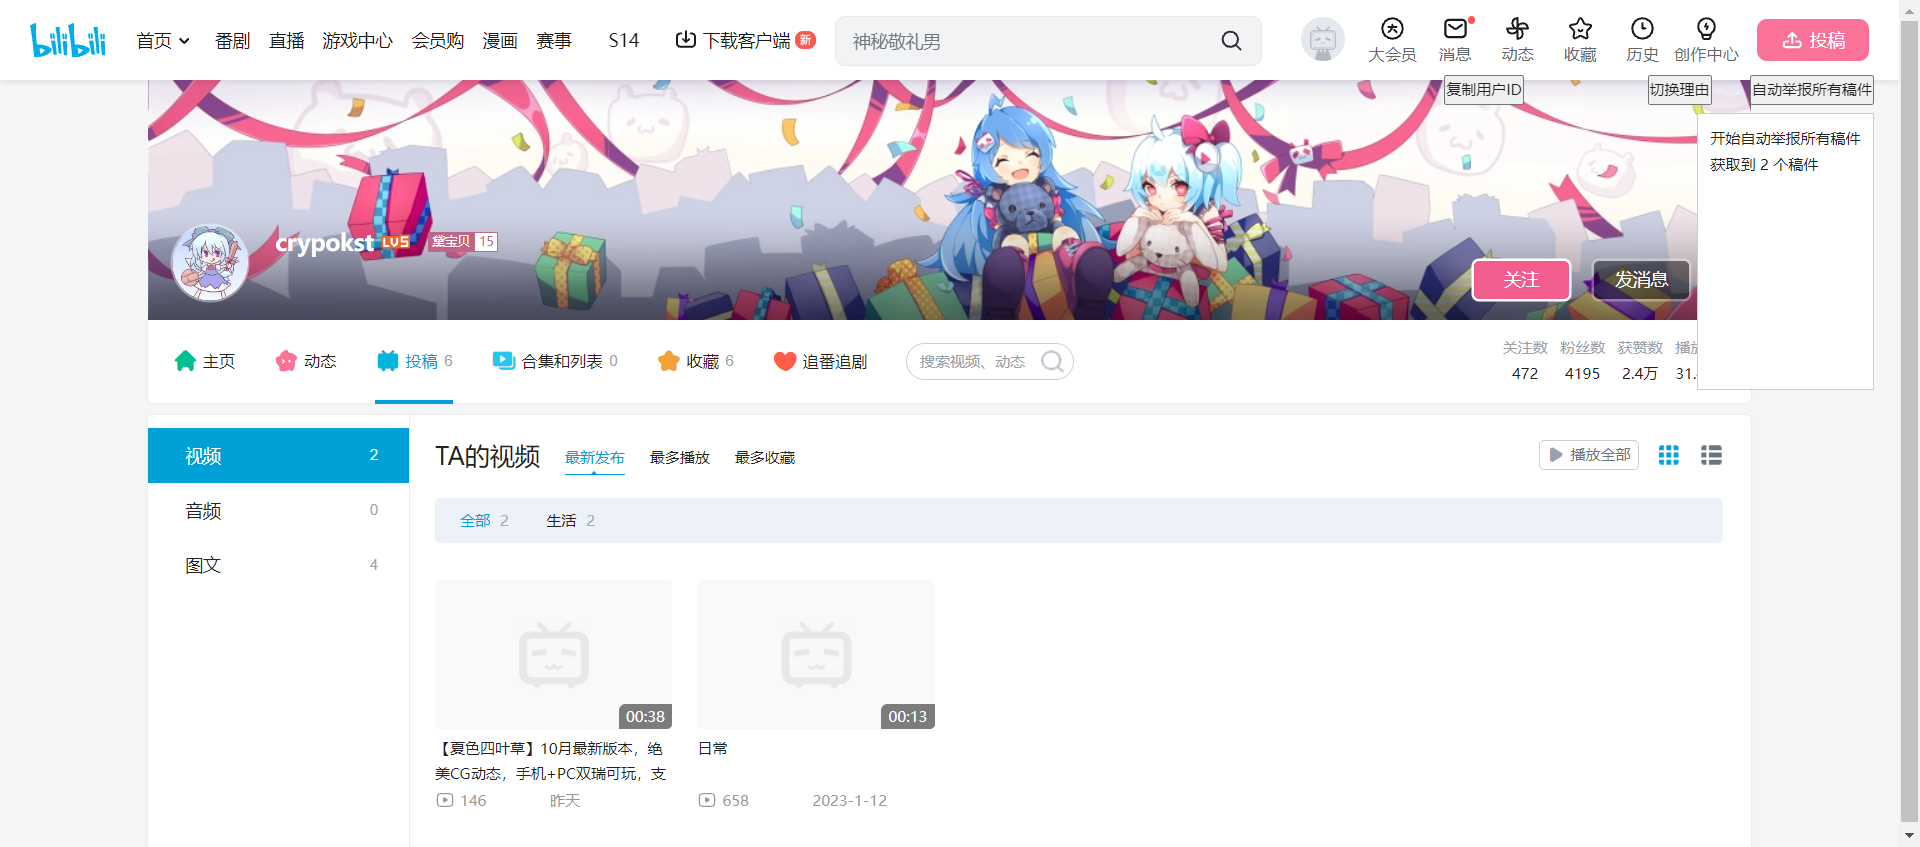 bilibili
首页
番剧
直播
游戏中心
会员购
漫画
赛事
S14
下载客户端
新
神秘敬礼男
大会员
消息
动态
收藏
历史
创作中心
投稿
复制用户ID
切换理由
自动举报所有稿件
开始自动举报所有稿件
获取到 2 个稿件
crypokst LV5 黛宝贝 15
关注
发消息
主页
动态
投稿 6
合集和列表 0
收藏 6
追番追剧
搜索视频、动态
关注数 粉丝数 获赞数 播放
472 4195 2.4万 31.
视频 2
音频 0
图文 4
TA的视频
最新发布
最多播放
最多收藏
播放全部
全部 2
生活 2
00:38
【夏色四叶草】10月最新版本，绝
美CG动态，手机+PC双瑞可玩，支
146 昨天
00:13
日常
658 2023-1-12